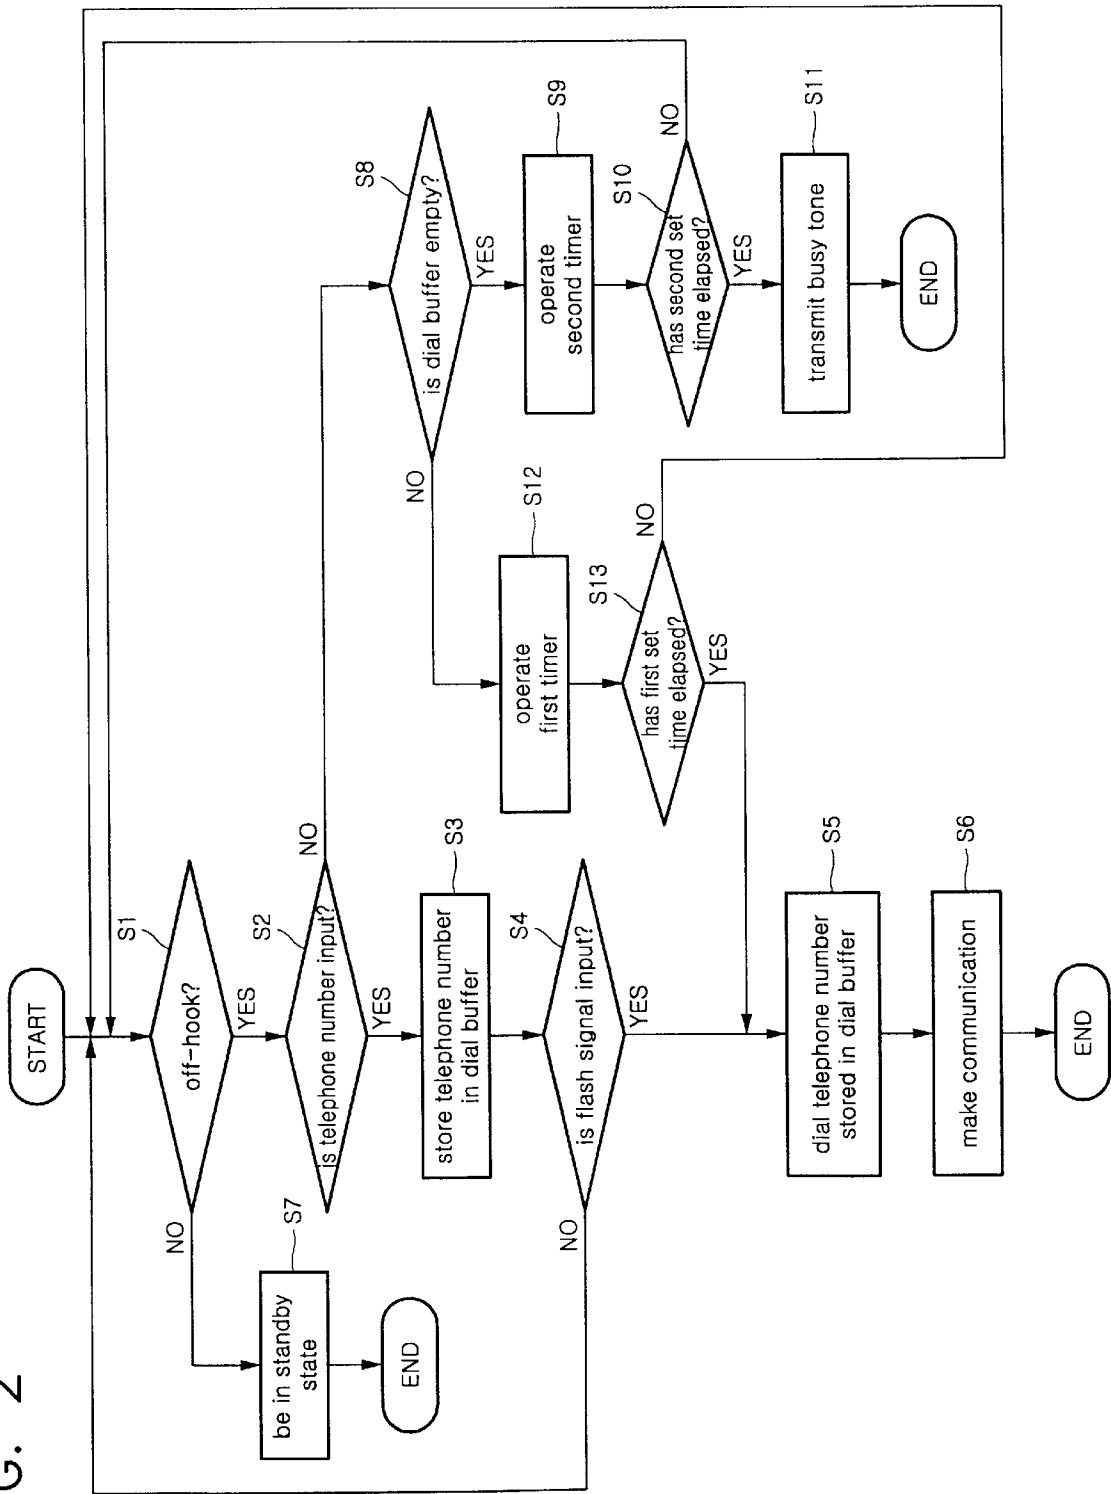 G. 2
START
S1
off-hook?
NO
YES
S7
be in standby
state
END
S2
is telephone number input?
NO
YES
S3
store telephone number
in dial buffer
S4
is flash signal input?
NO
YES
S5
dial telephone number
stored in dial buffer
S6
make communication
END
S8
is dial buffer empty?
NO
YES
S12
operate
first timer
S13
has first set
time elapsed?
NO
YES
S9
operate
second timer
S10
has second set
time elapsed?
NO
YES
S11
transmit busy tone
END